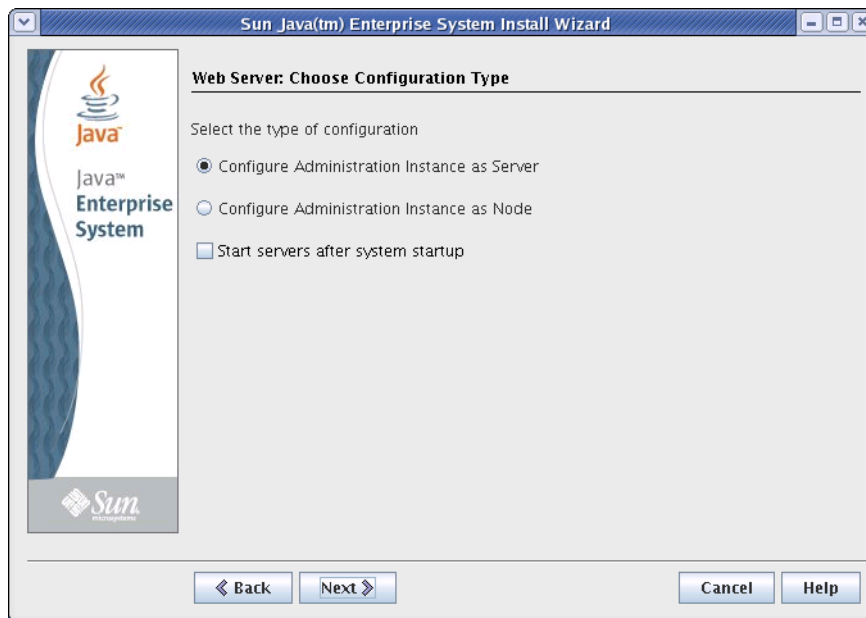 Sun Java(tm) Enterprise System Install Wizard
Java™
Java™
Enterprise
System
Sun
microsystems
Web Server: Choose Configuration Type
Select the type of configuration
Configure Administration Instance as Server
Configure Administration Instance as Node
Start servers after system startup
Back
Next
Cancel
Help